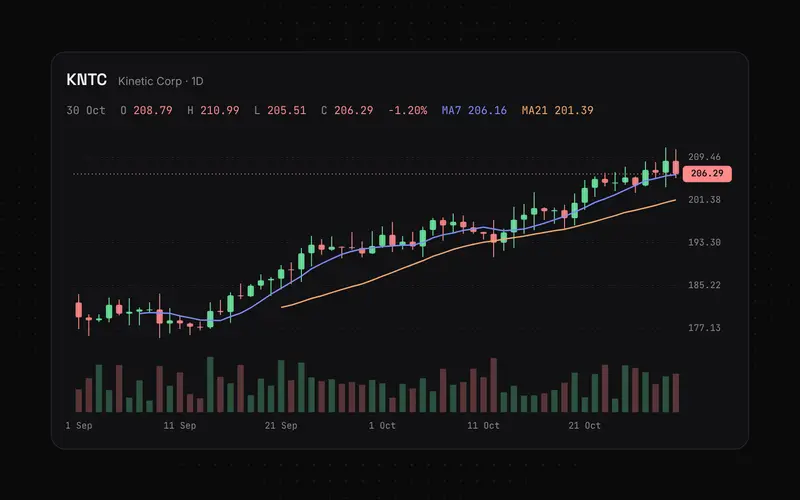 KNTC Kinetic Corp · 1D
30 Oct O 208.79 H 210.99 L 205.51 C 206.29 -1.20% MA7 206.16 MA21 201.39
209.46
206.29
201.38
193.30
185.22
177.13
1 Sep 11 Sep 21 Sep 1 Oct 11 Oct 21 Oct